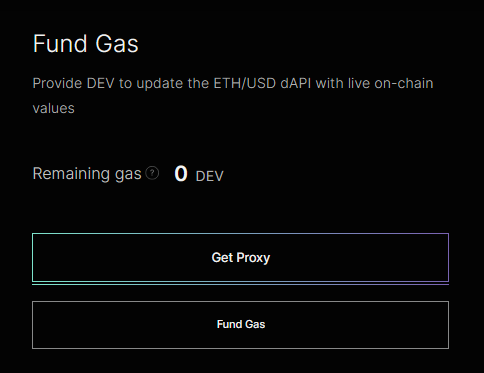 Fund Gas
Provide DEV to update the ETH/USD dAPI with live on-chain
values
Remaining gas ? 0 DEV
Get Proxy
Fund Gas